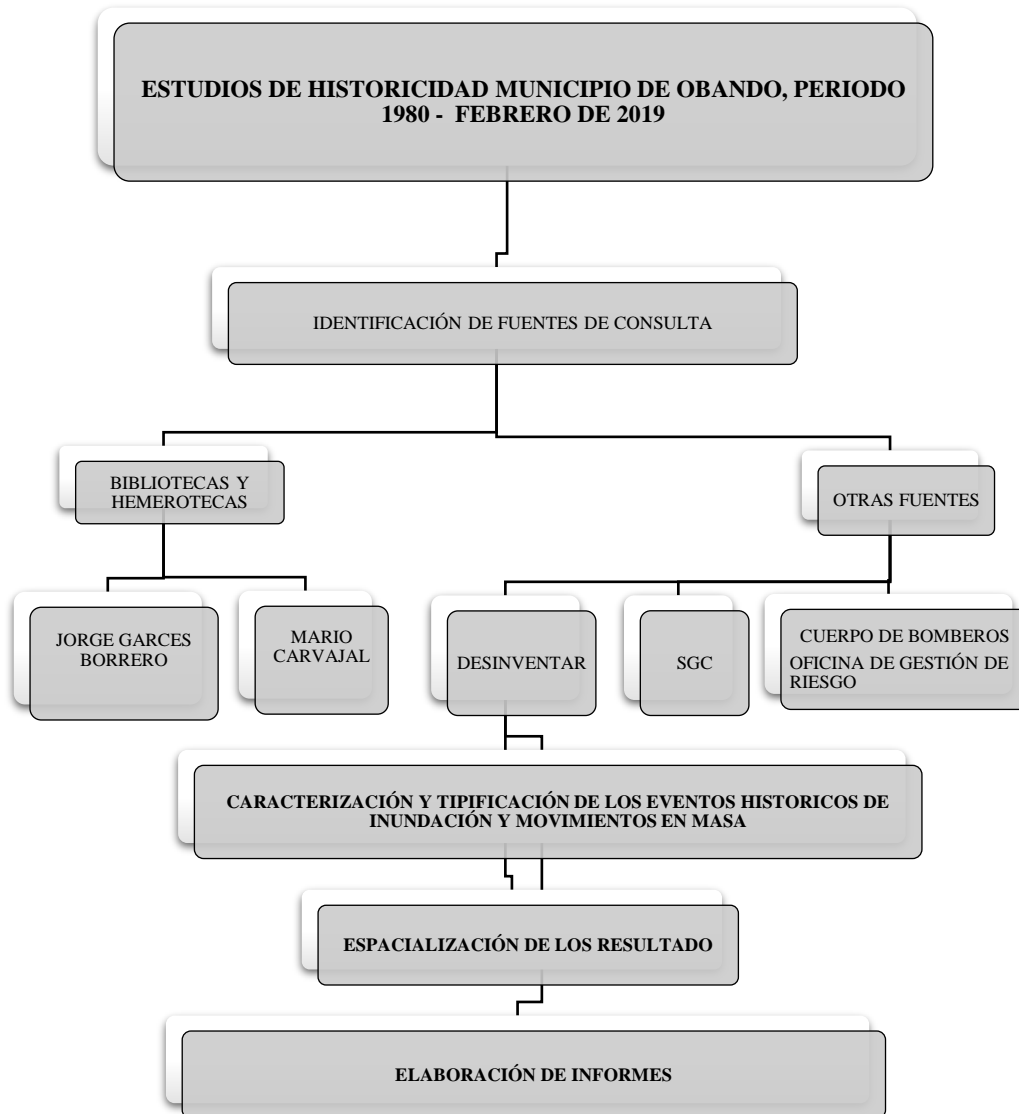 ESTUDIOS DE HISTORICIDAD MUNICIPIO DE OBANDO, PERIODO
1980 - FEBRERO DE 2019
IDENTIFICACIÓN DE FUENTES DE CONSULTA
BIBLIOTECAS Y
HEMEROTECAS
OTRAS FUENTES
JORGE GARCES
BORRERO
MARIO
CARVAJAL
DESINVENTAR
SGC
CUERPO DE BOMBEROS
OFICINA DE GESTIÓN DE
RIESGO
CARACTERIZACIÓN Y TIPIFICACIÓN DE LOS EVENTOS HISTORICOS DE
INUNDACIÓN Y MOVIMIENTOS EN MASA
ESPACIALIZACIÓN DE LOS RESULTADO
ELABORACIÓN DE INFORMES